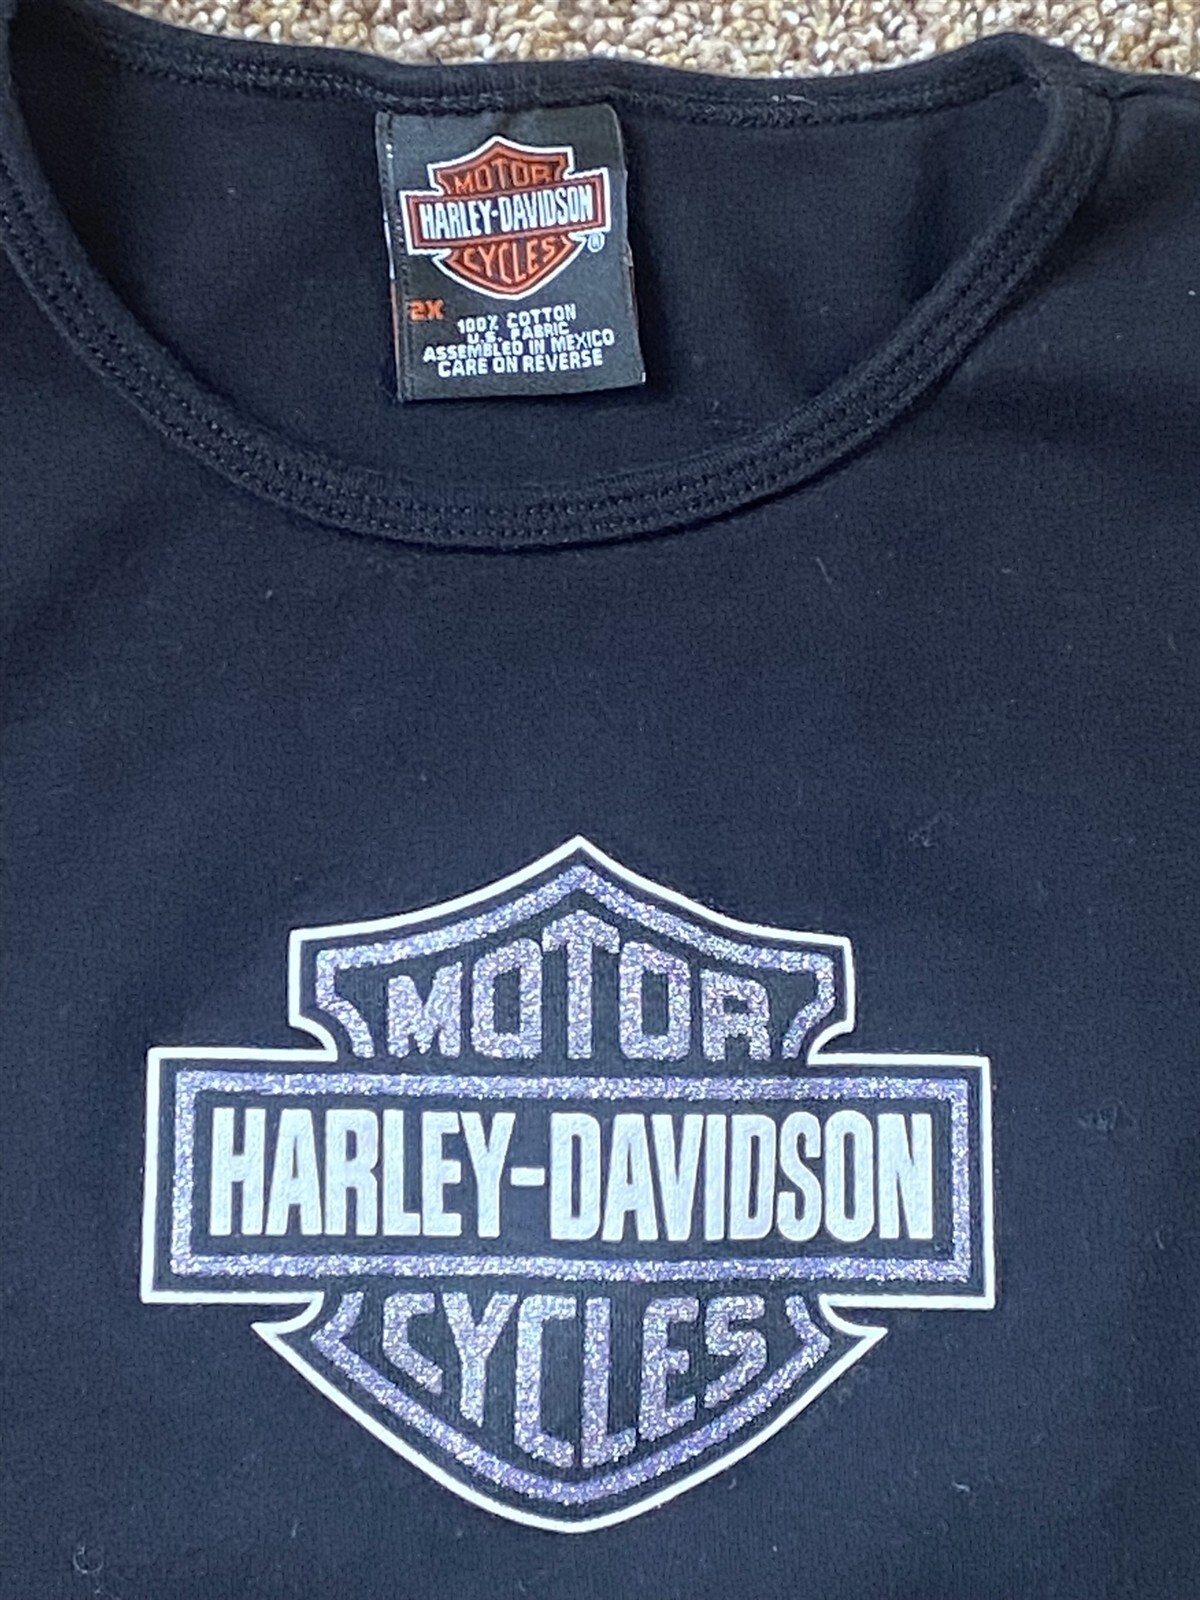 MOTOR
HARLEY-DAVIDSON
CYCLES
®
2X
100% COTTON
U.S. FABRIC
ASSEMBLED IN MEXICO
CARE ON REVERSE
MOTOR
HARLEY-DAVIDSON
CYCLES